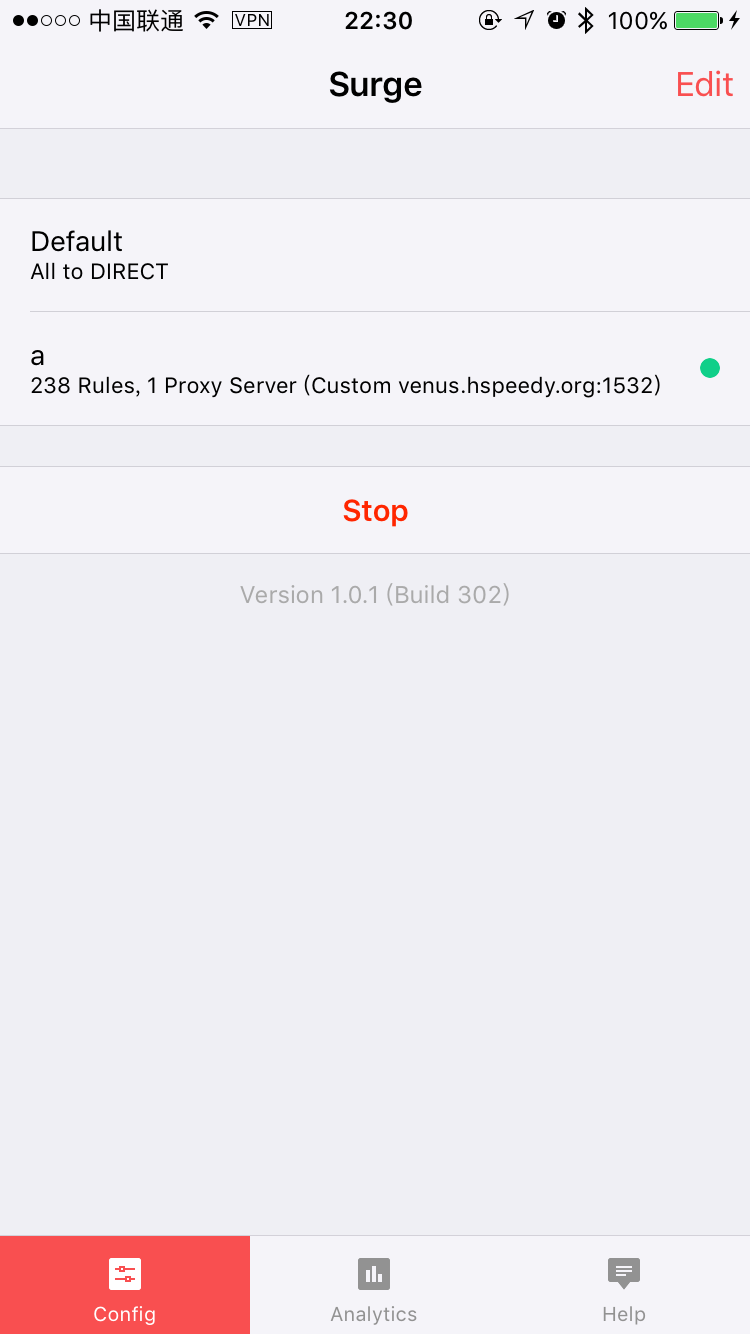 中国联通 VPN 22:30 100%
Surge Edit
Default
All to DIRECT
a
238 Rules, 1 Proxy Server (Custom venus.hspeedy.org:1532)
Stop
Version 1.0.1 (Build 302)
Config Analytics Help